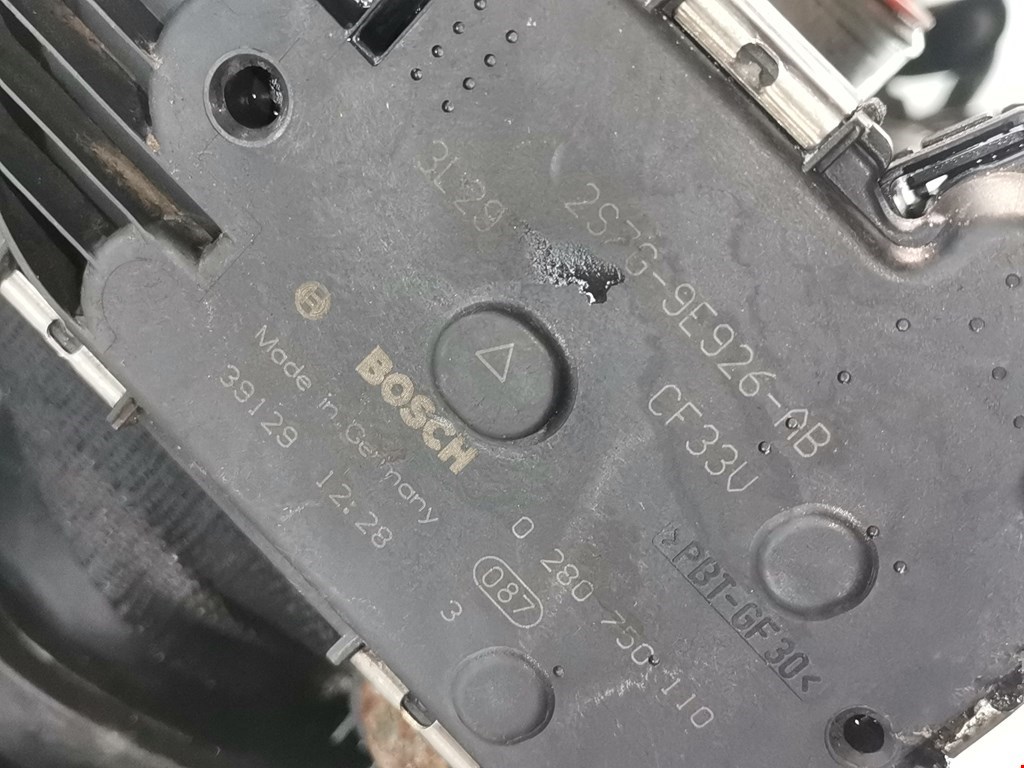 3L29
2S7G-9E926-AB
CF33V
BOSCH
Made in Germany
39129 12:28
0 280 750 110
087
3
>PBT-GF30<